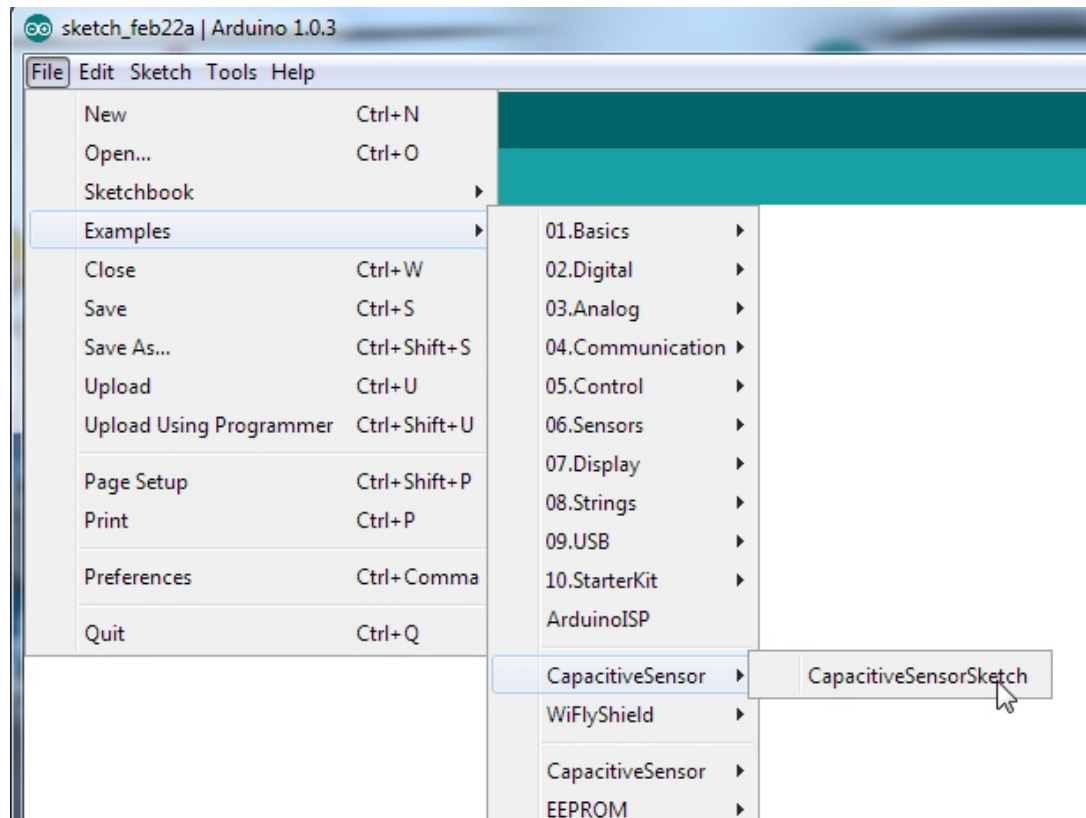 sketch_feb22a | Arduino 1.0.3
File Edit Sketch Tools Help
New Ctrl+N
Open... Ctrl+O
Sketchbook
Examples
Close Ctrl+W
Save Ctrl+S
Save As... Ctrl+Shift+S
Upload Ctrl+U
Upload Using Programmer Ctrl+Shift+U
Page Setup Ctrl+Shift+P
Print Ctrl+P
Preferences Ctrl+Comma
Quit Ctrl+Q
01.Basics
02.Digital
03.Analog
04.Communication
05.Control
06.Sensors
07.Display
08.Strings
09.USB
10.StarterKit
ArduinoISP
CapacitiveSensor
WiFlyShield
CapacitiveSensor
EEPROM
CapacitiveSensorSketch